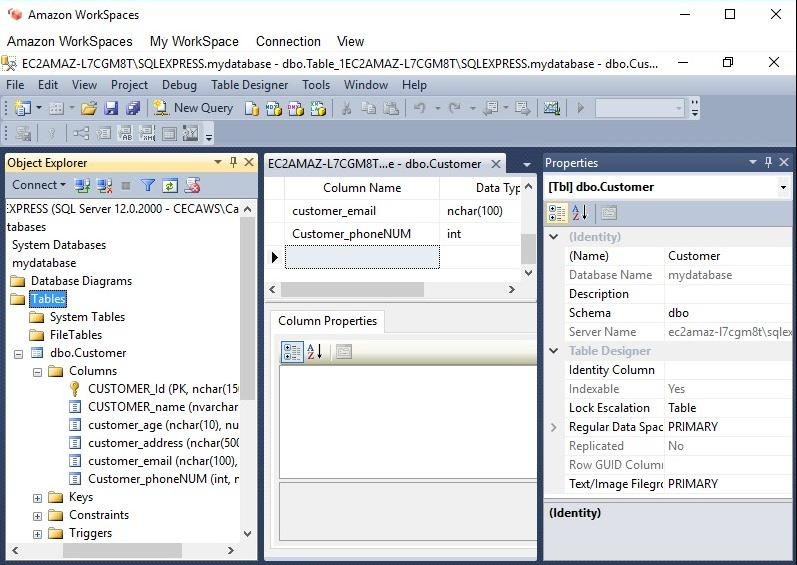 Amazon WorkSpaces
Amazon WorkSpaces My WorkSpace Connection View
EC2AMAZ-L7CGM8T\SQLEXPRESS.mydatabase - dbo.Table_1EC2AMAZ-L7CGM8T\SQLEXPRESS.mydatabase - dbo.Cus...
File Edit View Project Debug Table Designer Tools Window Help
New Query
Object Explorer
Connect
EXPRESS (SQL Server 12.0.2000 - CECAWS\Ca
tabases
System Databases
mydatabase
Database Diagrams
Tables
System Tables
FileTables
dbo.Customer
Columns
CUSTOMER_Id (PK, nchar(150
CUSTOMER_name (nvarchar
customer_age (nchar(10), nu
customer_address (nchar(500
customer_email (nchar(100),
Customer_phoneNUM (int, n
Keys
Constraints
Triggers
EC2AMAZ-L7CGM8T...e - dbo.Customer
Column Name Data Typ
customer_email nchar(100)
Customer_phoneNUM int
Column Properties
Properties
[Tbl] dbo.Customer
(Identity)
(Name) Customer
Database Name mydatabase
Description
Schema dbo
Server Name ec2amaz-l7cgm8t\sqlex
Table Designer
Identity Column
Indexable Yes
Lock Escalation Table
Regular Data Spac PRIMARY
Replicated No
Row GUID Column
Text/Image Filegro PRIMARY
(Identity)